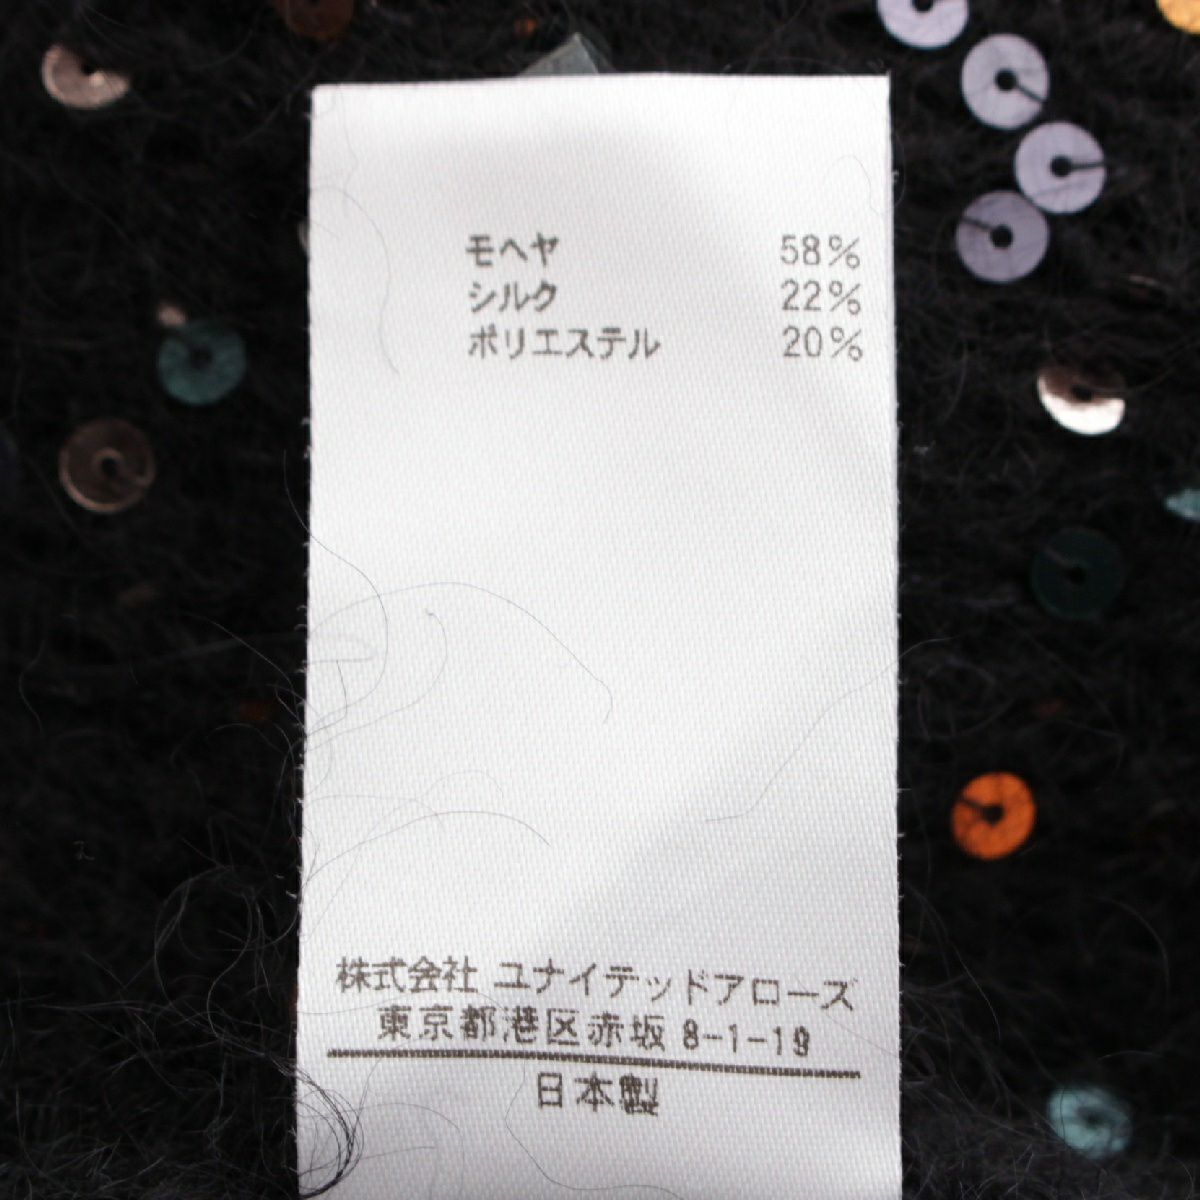 モヘヤ 58%
シルク 22%
ポリエステル 20%
株式会社 ユナイテッドアローズ
東京都港区赤坂 8-1-19
日本製